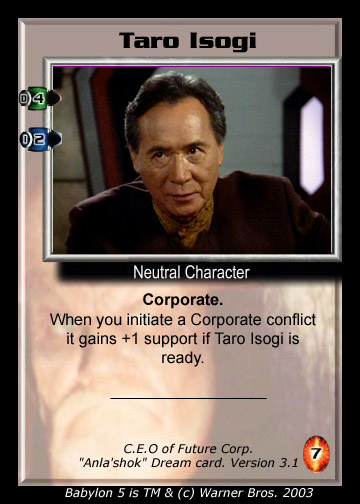 Taro Isogi
D 4
D 2
Neutral Character
Corporate.
When you initiate a Corporate conflict
it gains +1 support if Taro Isogi is
ready.
C.E.O of Future Corp.
"Anla'shok" Dream card. Version 3.1
7
Babylon 5 is TM & (c) Warner Bros. 2003